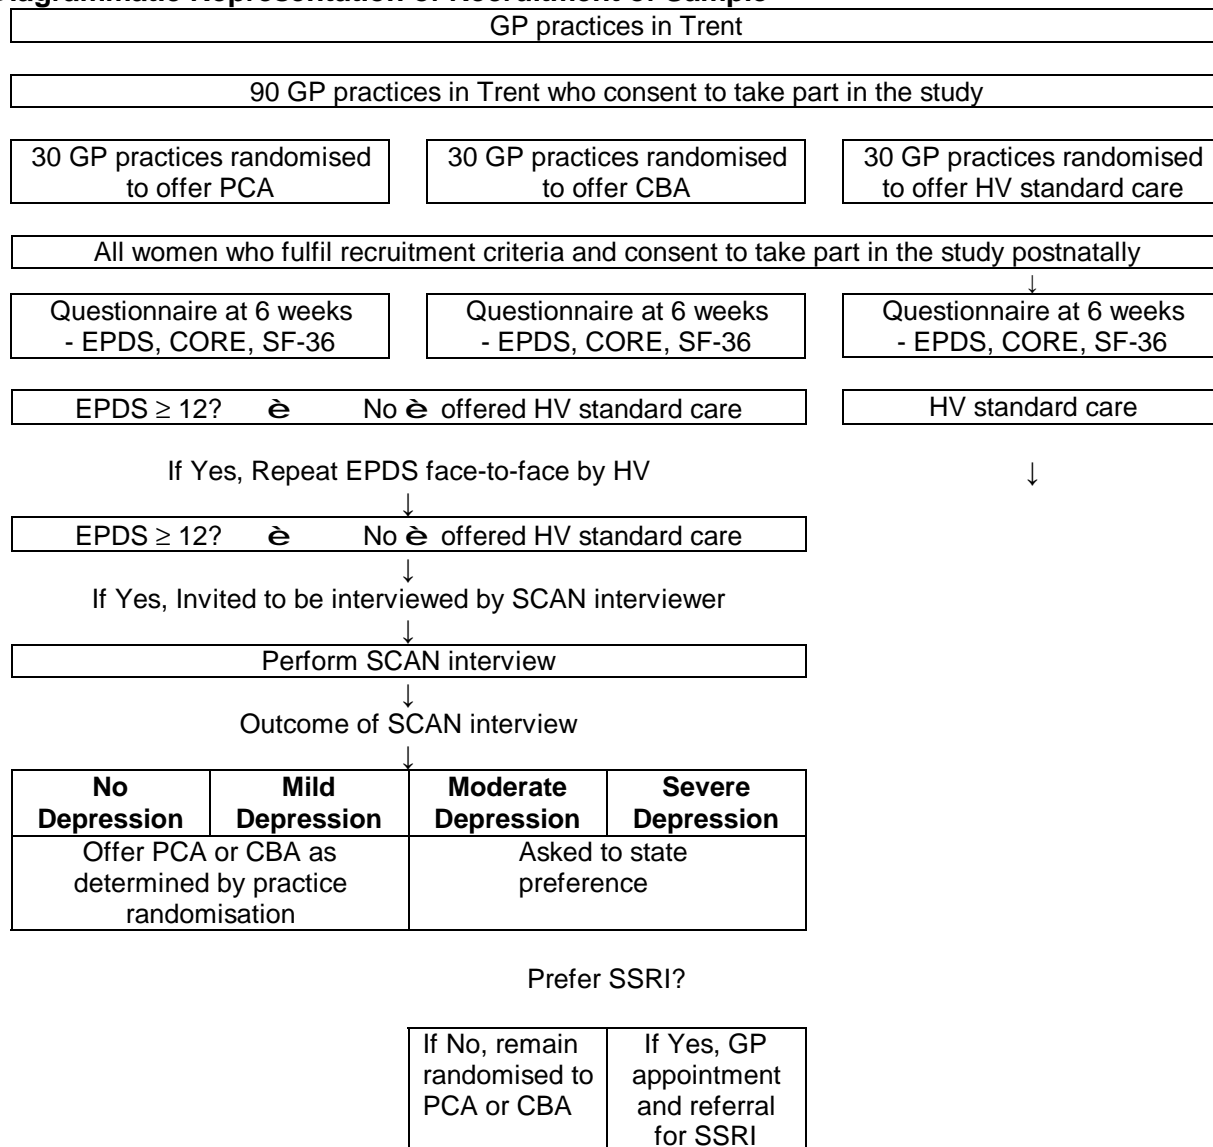 Diagrammatic Representation of Recruitment of Sample
GP practices in Trent
90 GP practices in Trent who consent to take part in the study
30 GP practices randomised
to offer PCA
30 GP practices randomised
to offer CBA
30 GP practices randomised
to offer HV standard care
All women who fulfil recruitment criteria and consent to take part in the study postnatally
↓
Questionnaire at 6 weeks
- EPDS, CORE, SF-36
Questionnaire at 6 weeks
- EPDS, CORE, SF-36
Questionnaire at 6 weeks
- EPDS, CORE, SF-36
EPDS ≥ 12? è No è offered HV standard care
HV standard care
If Yes, Repeat EPDS face-to-face by HV
↓
↓
EPDS ≥ 12? è No è offered HV standard care
↓
If Yes, Invited to be interviewed by SCAN interviewer
↓
Perform SCAN interview
↓
Outcome of SCAN interview
↓
No
Depression
Mild
Depression
Moderate
Depression
Severe
Depression
Offer PCA or CBA as
determined by practice
randomisation
Asked to state
preference
Prefer SSRI?
If No, remain
randomised to
PCA or CBA
If Yes, GP
appointment
and referral
for SSRI